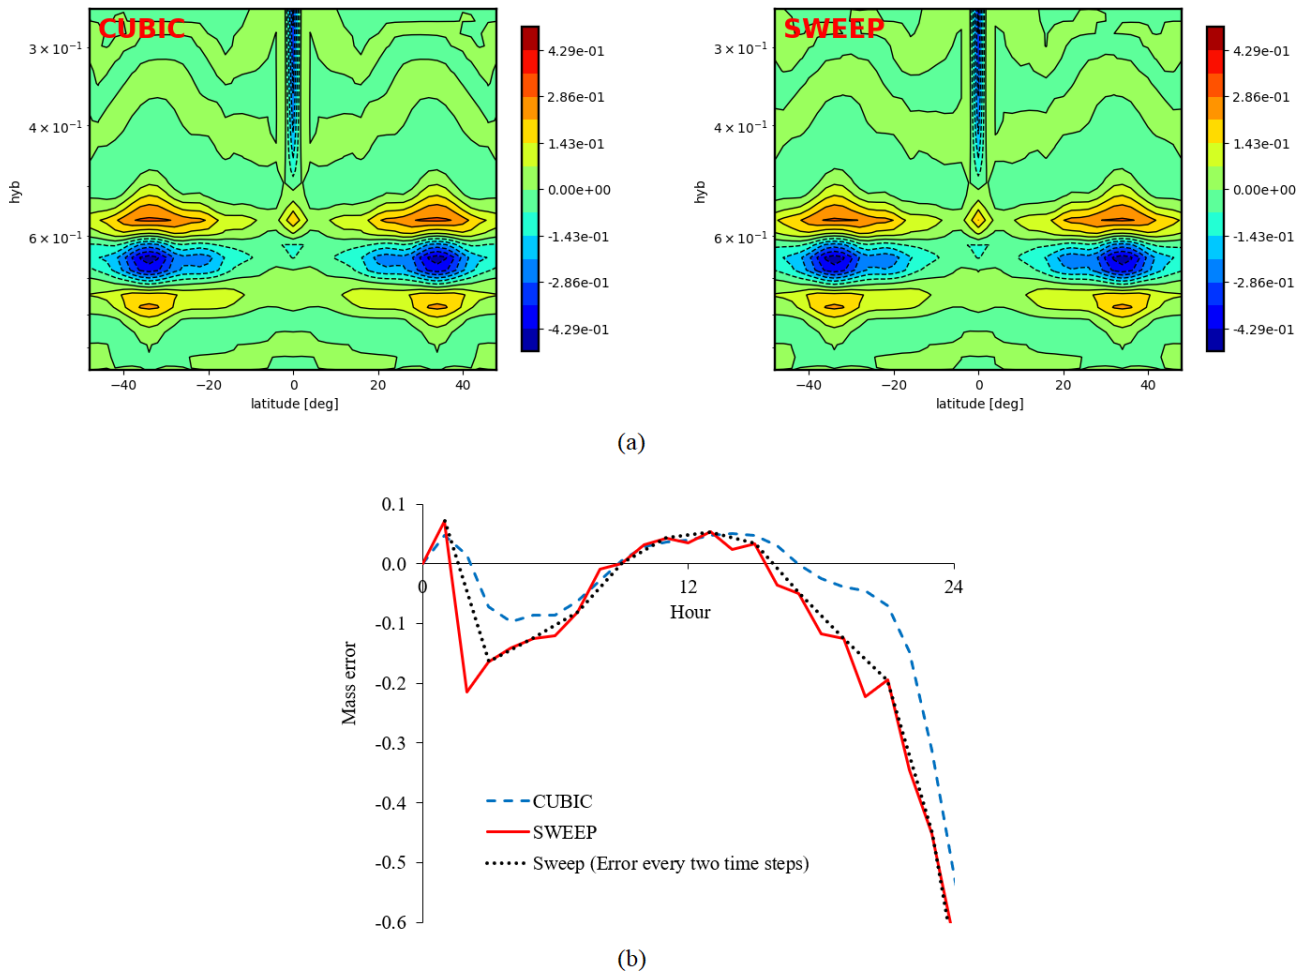 CUBIC
3 × 10⁻¹
4 × 10⁻¹
6 × 10⁻¹
hyb
−40
−20
0
20
40
latitude [deg]
4.29e-01
2.86e-01
1.43e-01
0.00e+00
-1.43e-01
-2.86e-01
-4.29e-01
SWEEP
3 × 10⁻¹
4 × 10⁻¹
6 × 10⁻¹
hyb
−40
−20
0
20
40
latitude [deg]
4.29e-01
2.86e-01
1.43e-01
0.00e+00
-1.43e-01
-2.86e-01
-4.29e-01
(a)
0.1
0.0
-0.1
-0.2
-0.3
-0.4
-0.5
-0.6
Mass error
0
12
24
Hour
CUBIC
SWEEP
Sweep (Error every two time steps)
(b)